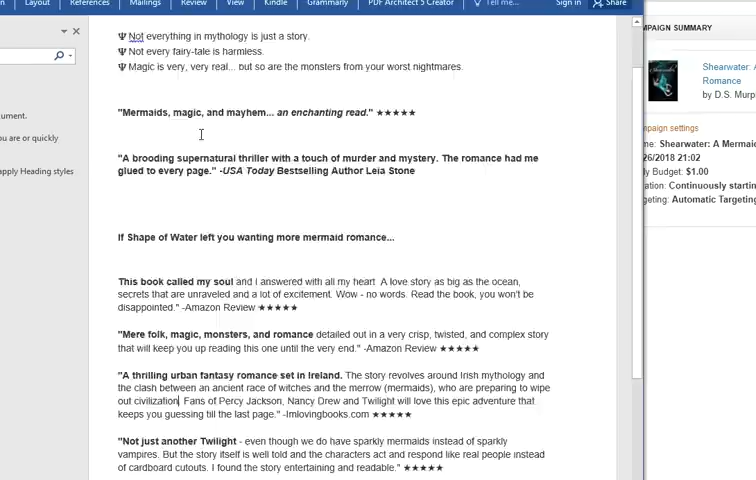 n Layout References Mailings Review View Kindle Grammarly PDF Architect 5 Creator Tell me... Sign in Share
Ψ Not everything in mythology is just a story.
Ψ Not every fairy-tale is harmless.
Ψ Magic is very, very real... but so are the monsters from your worst nightmares.
"Mermaids, magic, and mayhem... an enchanting read." ★★★★★
"A brooding supernatural thriller with a touch of murder and mystery. The romance had me
glued to every page." -USA Today Bestselling Author Leia Stone
If Shape of Water left you wanting more mermaid romance...
This book called my soul and I answered with all my heart A love story as big as the ocean,
secrets that are unraveled and a lot of excitement. Wow - no words. Read the book, you won't be
disappointed." -Amazon Review ★★★★★
"Mere folk, magic, monsters, and romance detailed out in a very crisp, twisted, and complex story
that will keep you up reading this one until the very end." -Amazon Review ★★★★★
"A thrilling urban fantasy romance set in Ireland. The story revolves around Irish mythology and
the clash between an ancient race of witches and the merrow (mermaids), who are preparing to wipe
out civilization. Fans of Percy Jackson, Nancy Drew and Twilight will love this epic adventure that
keeps you guessing till the last page." -Imlovingbooks.com ★★★★★
"Not just another Twilight - even though we do have sparkly mermaids instead of sparkly
vampires. But the story itself is well told and the characters act and respond like real people instead
of cardboard cutouts. I found the story entertaining and readable." ★★★★★
ument.
you are or quickly
apply Heading styles
MPAIGN SUMMARY
Shearwater: A
Romance
by D.S. Murp
mpaign settings
me: Shearwater: A Mermaid
26/2018 21:02
ly Budget: $1.00
ation: Continuously startin
geting: Automatic Targeting